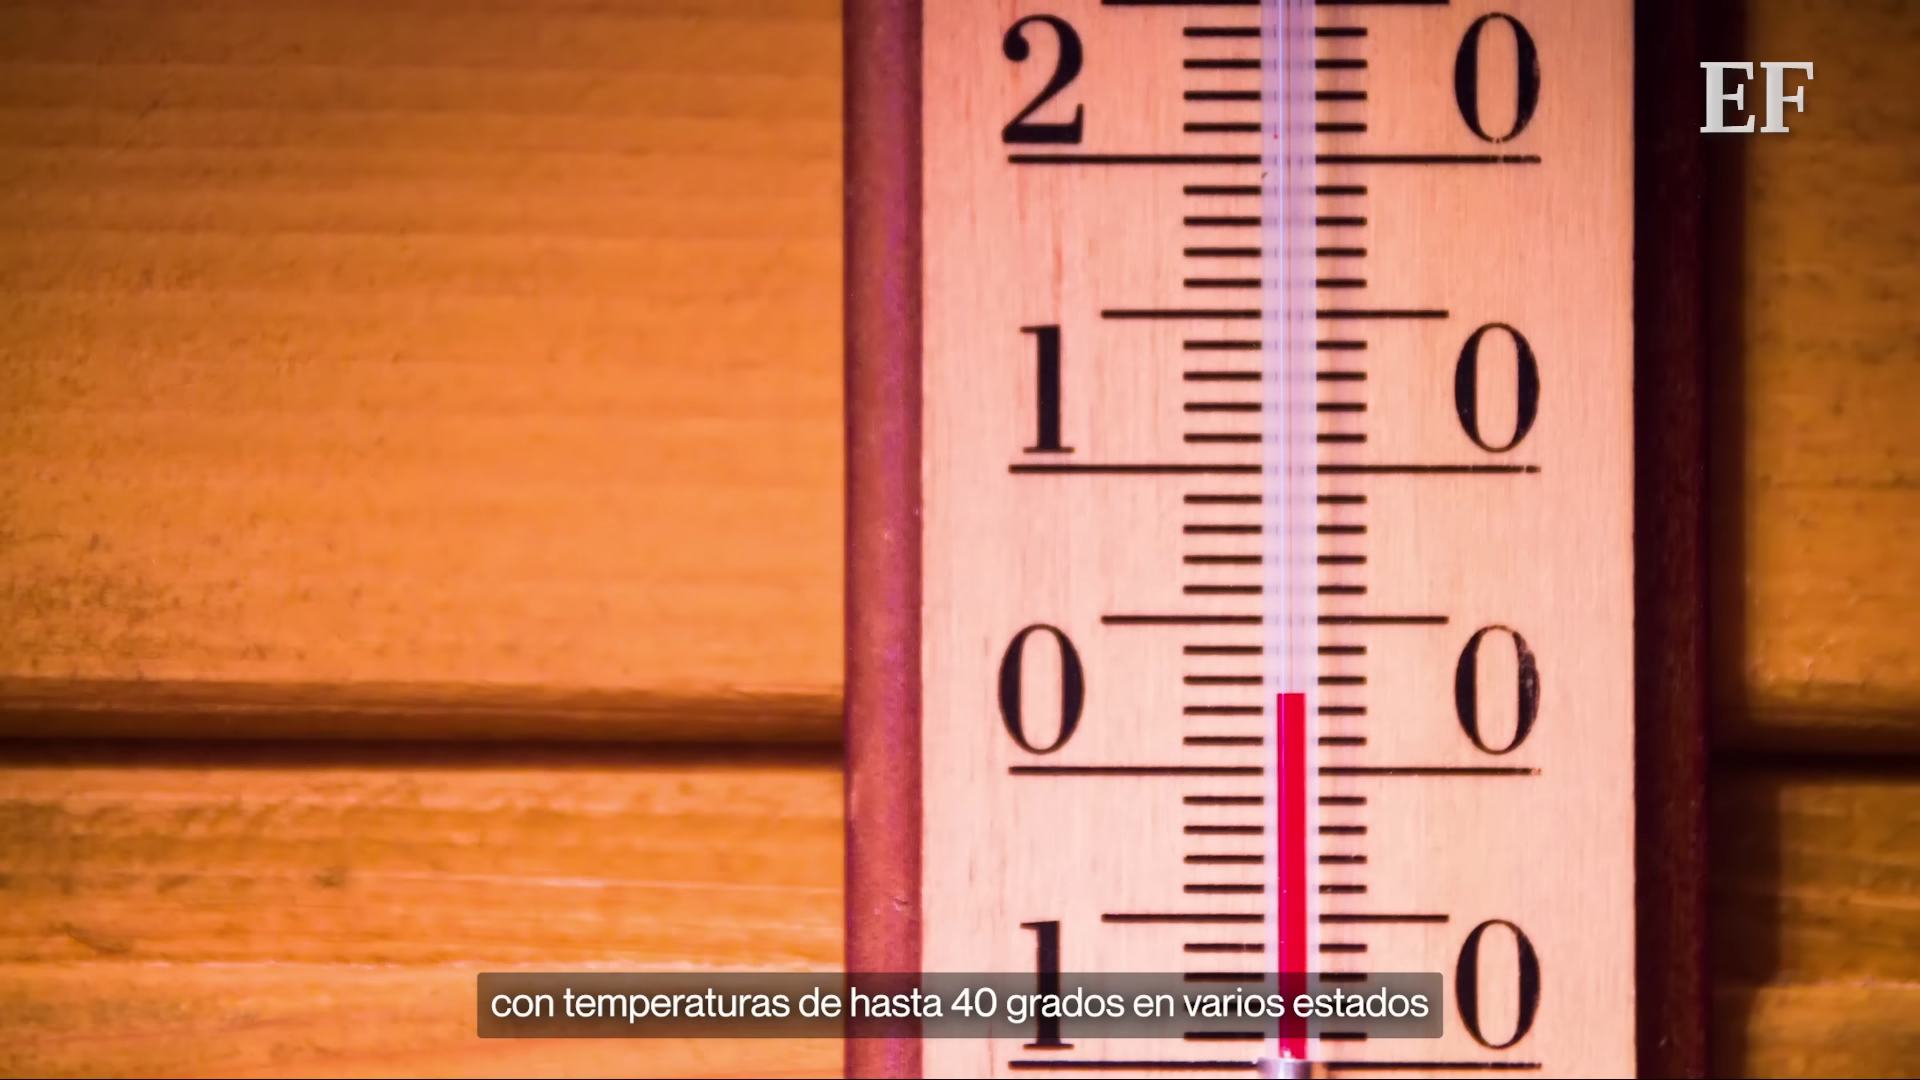 2 0
EF
1 0
0 0
1 0
con temperaturas de hasta 40 grados en varios estados